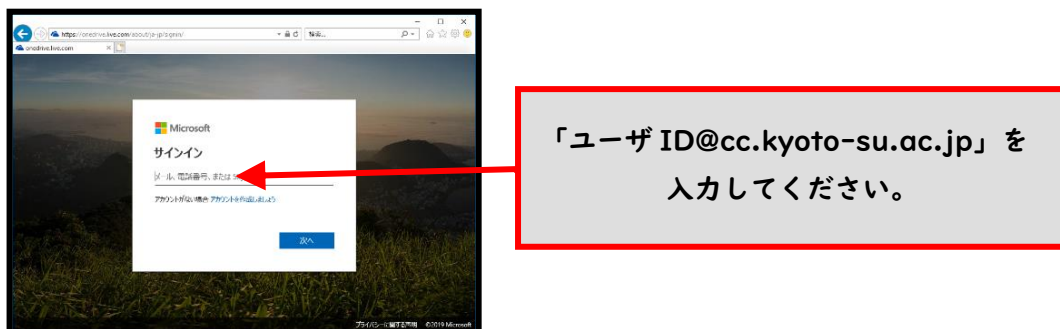 https://onedrive.live.com/about/ja-jp/signin/
検索...
onedrive.live.com
Microsoft
サインイン
メール、電話番号、または
アカウントがない場合 アカウントを作成しましょう
次へ
プライバシーに関する声明 ©2019 Microsoft
「ユーザ ID@cc.kyoto-su.ac.jp」を
入力してください。